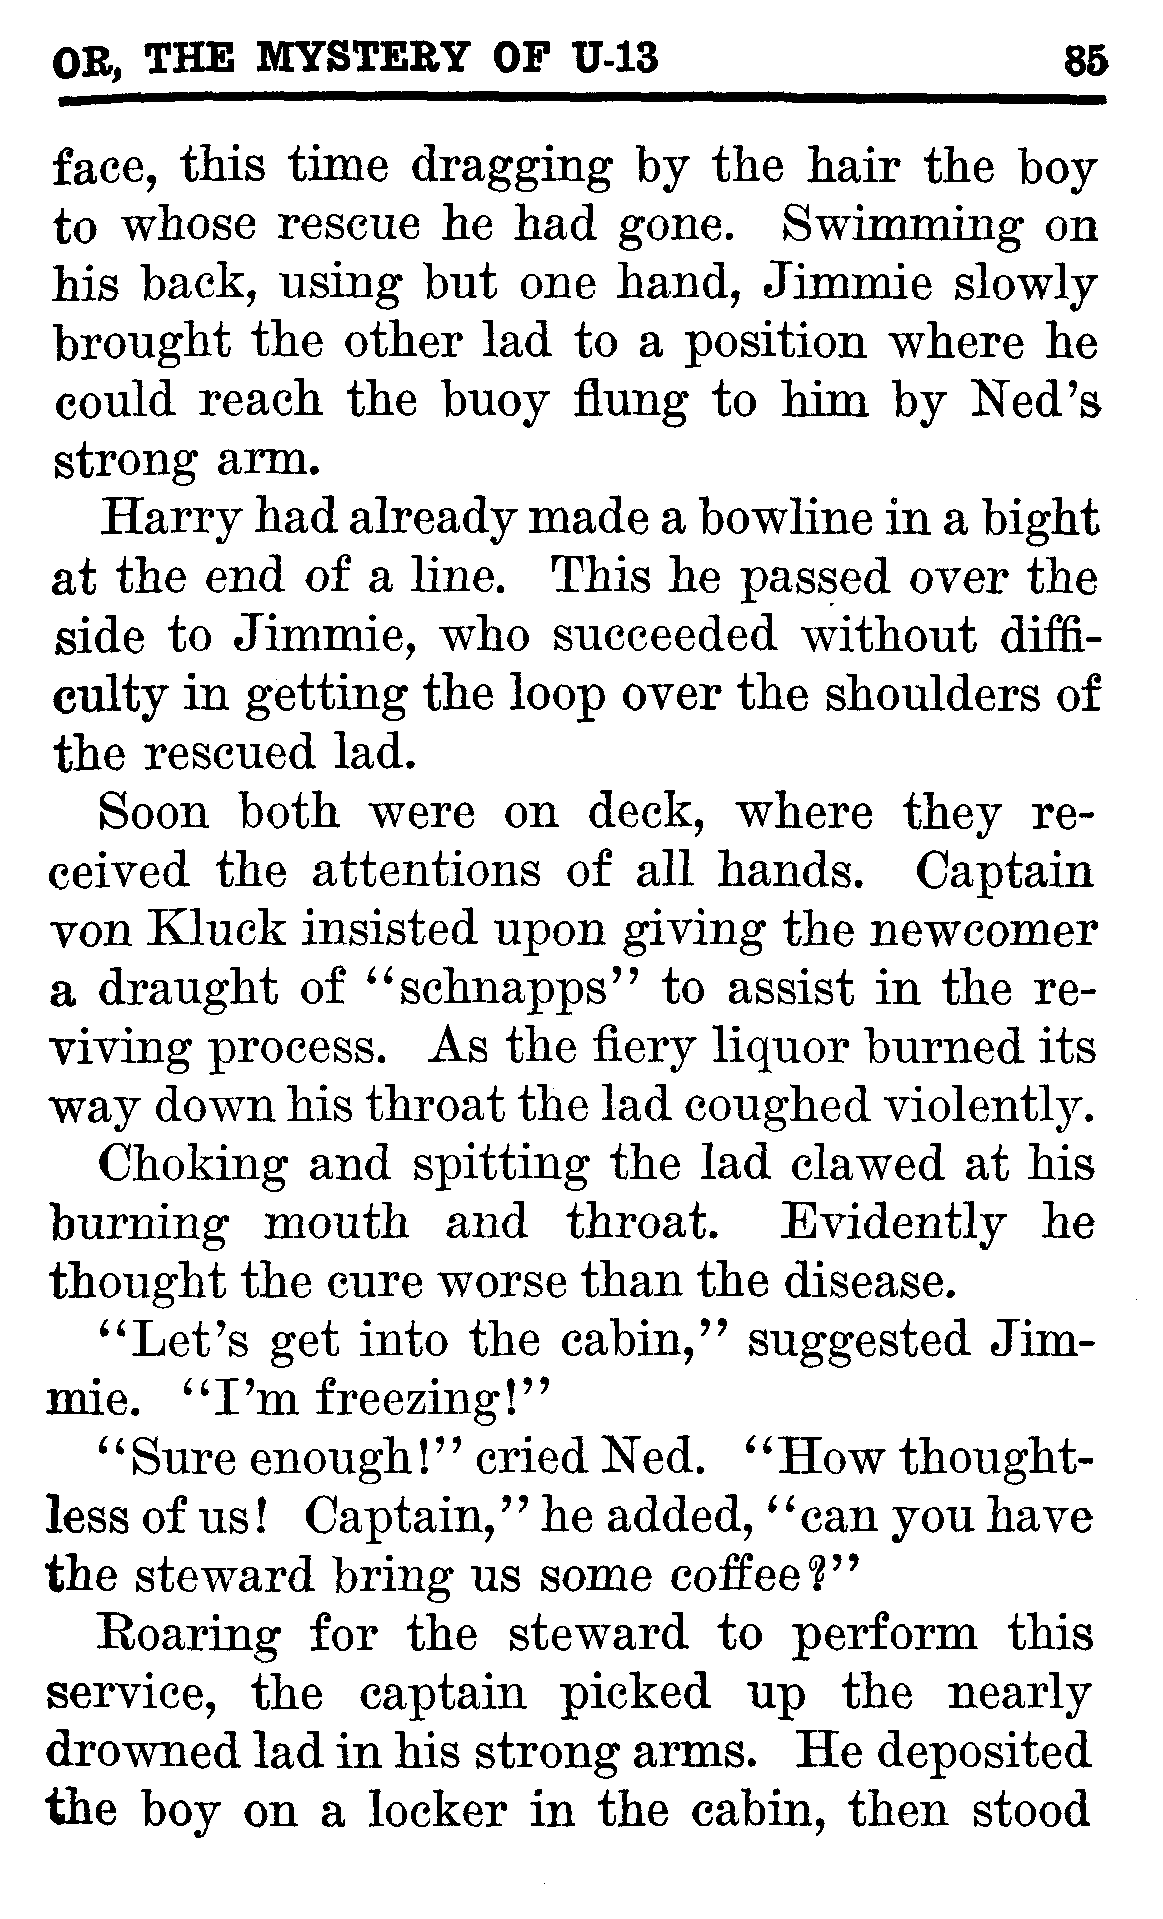 OR, THE MYSTERY OF U-13 85
face, this time dragging by the hair the boy
to whose rescue he had gone. Swimming on
his back, using but one hand, Jimmie slowly
brought the other lad to a position where he
could reach the buoy flung to him by Ned's
strong arm.
Harry had already made a bowline in a bight
at the end of a line. This he passed over the
side to Jimmie, who succeeded without diffi-
culty in getting the loop over the shoulders of
the rescued lad.
Soon both were on deck, where they re-
ceived the attentions of all hands. Captain
von Kluck insisted upon giving the newcomer
a draught of "schnapps" to assist in the re-
viving process. As the fiery liquor burned its
way down his throat the lad coughed violently.
Choking and spitting the lad clawed at his
burning mouth and throat. Evidently he
thought the cure worse than the disease.
"Let's get into the cabin," suggested Jim-
mie. "I'm freezing!"
"Sure enough!" cried Ned. "How thought-
less of us! Captain," he added, "can you have
the steward bring us some coffee?"
Roaring for the steward to perform this
service, the captain picked up the nearly
drowned lad in his strong arms. He deposited
the boy on a locker in the cabin, then stood